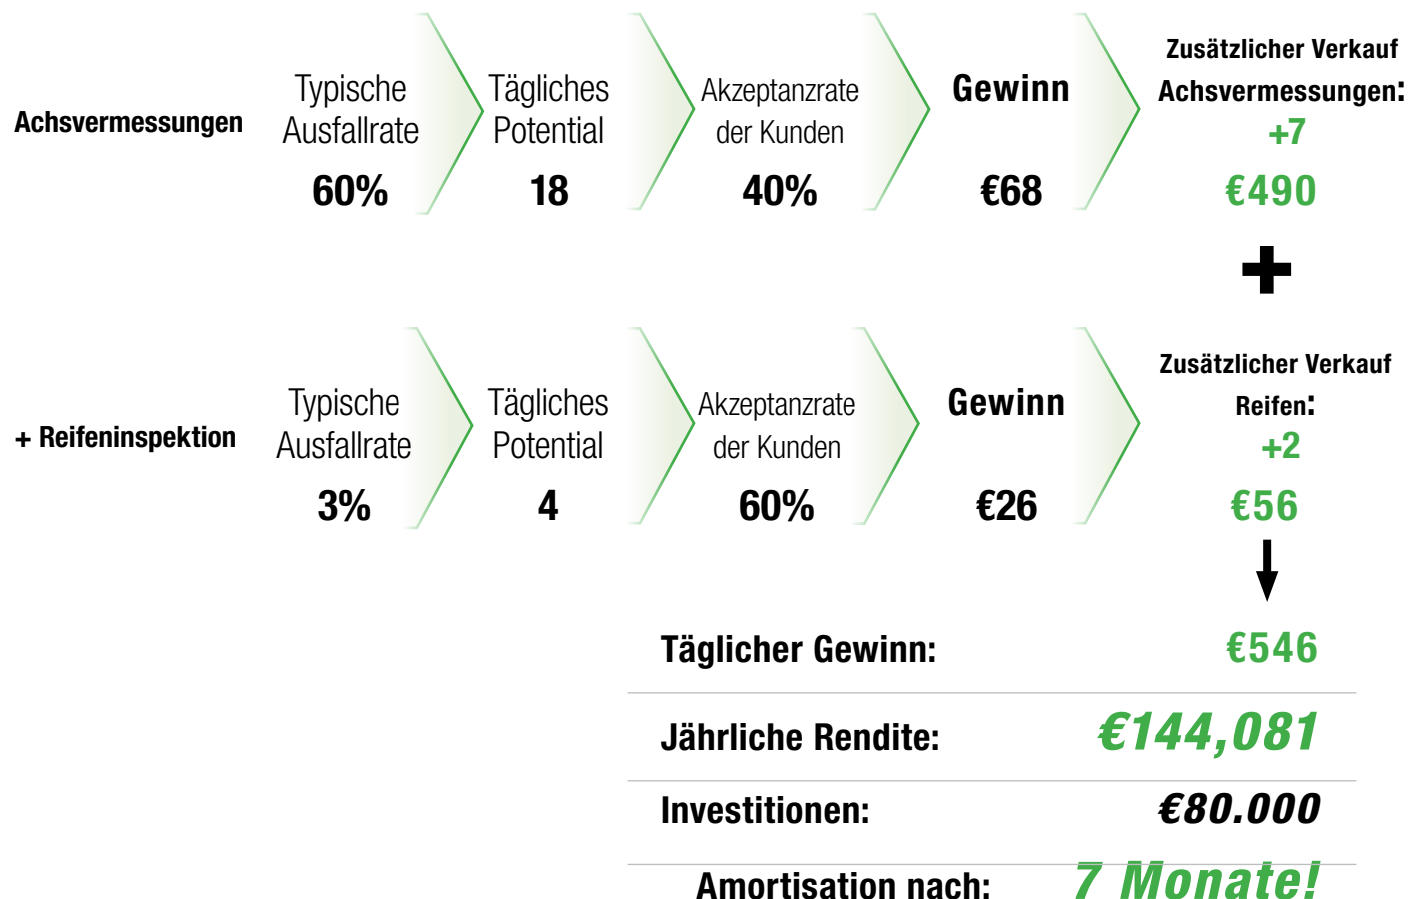 Achsvermessungen
Typische
Ausfallrate
60%
Tägliches
Potential
18
Akzeptanzrate
der Kunden
40%
Gewinn
€68
Zusätzlicher Verkauf
Achsvermessungen:
+7
€490
+
+ Reifeninspektion
Typische
Ausfallrate
3%
Tägliches
Potential
4
Akzeptanzrate
der Kunden
60%
Gewinn
€26
Zusätzlicher Verkauf
Reifen:
+2
€56
Täglicher Gewinn: €546
Jährliche Rendite: €144,081
Investitionen: €80.000
Amortisation nach: 7 Monate!